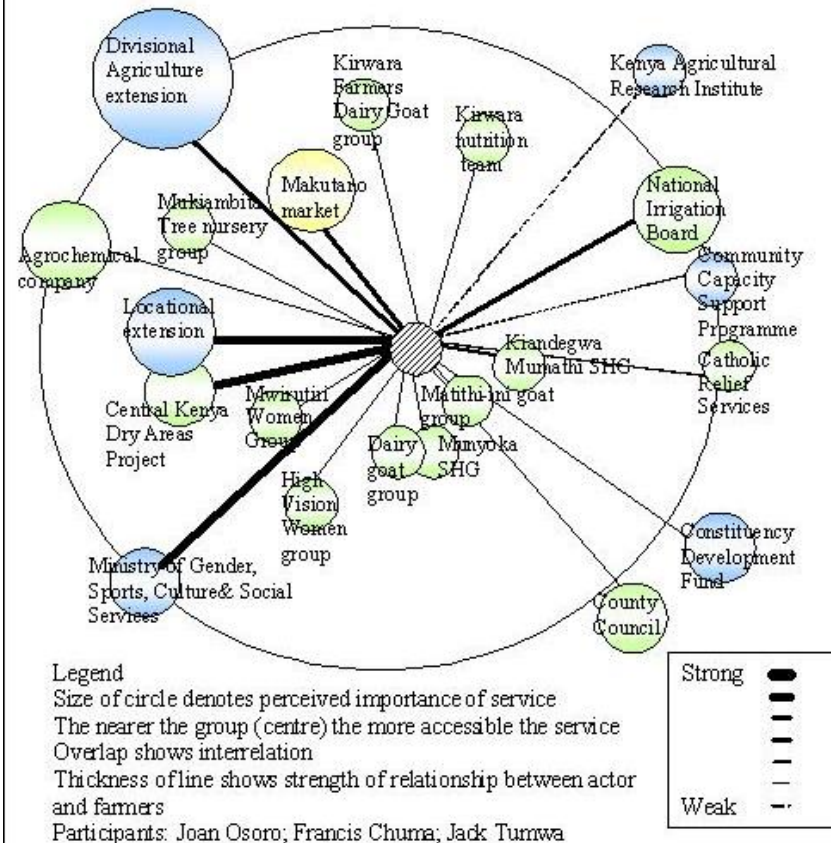 Divisional
Agriculture
extension
Kirwara
Farmers
Dairy Goat
group
Kirwara
nutrition
team
Kenya Agricultural
Research Institute
Makutano
market
Mukiambiti
Tree nursery
group
National
Irrigation
Board
Agrochemical
company
Community
Capacity
Support
Programme
Locational
extension
Kiandegwa
Mumathi SHG
Catholic
Relief
Services
Central Kenya
Dry Areas
Project
Mwirutiri
Women
Group
Matithi-ini goat
group
Dairy
goat
group
Munyoka
SHG
High
Vision
Women
group
Constituency
Development
Fund
Ministry of Gender,
Sports, Culture& Social
Services
County
Council
Legend
Size of circle denotes perceived importance of service
The nearer the group (centre) the more accessible the service
Overlap shows interrelation
Thickness of line shows strength of relationship between actor
and farmers
Participants: Joan Osoro; Francis Chuma; Jack Tumwa
Strong
Weak